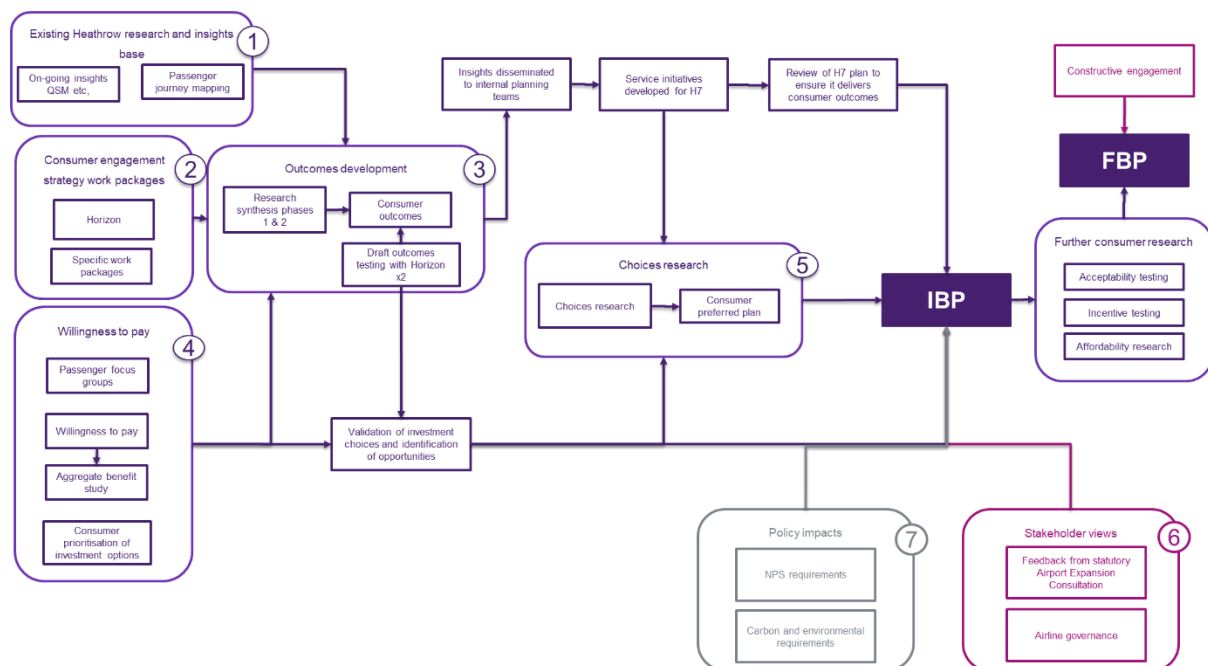 Existing Heathrow research and insights
base
1
On-going insights
QSM etc,
Passenger
journey mapping
Consumer engagement
strategy work packages
2
Horizon
Specific work
packages
Outcomes development
3
Research
synthesis phases
1 & 2
Consumer
outcomes
Draft outcomes
testing with Horizon
x2
Willingness to pay
4
Passenger focus
groups
Willingness to pay
Aggregate benefit
study
Consumer
prioritisation of
investment options
Insights disseminated
to internal planning
teams
Service initiatives
developed for H7
Review of H7 plan to
ensure it delivers
consumer outcomes
Choices research
5
Choices research
Consumer
preferred plan
Validation of investment
choices and identification
of opportunities
IBP
Constructive engagement
FBP
Further consumer research
Acceptability testing
Incentive testing
Affordability research
Policy impacts
7
NPS requirements
Carbon and environmental
requirements
Stakeholder views
6
Feedback from statutory
Airport Expansion
Consultation
Airline governance